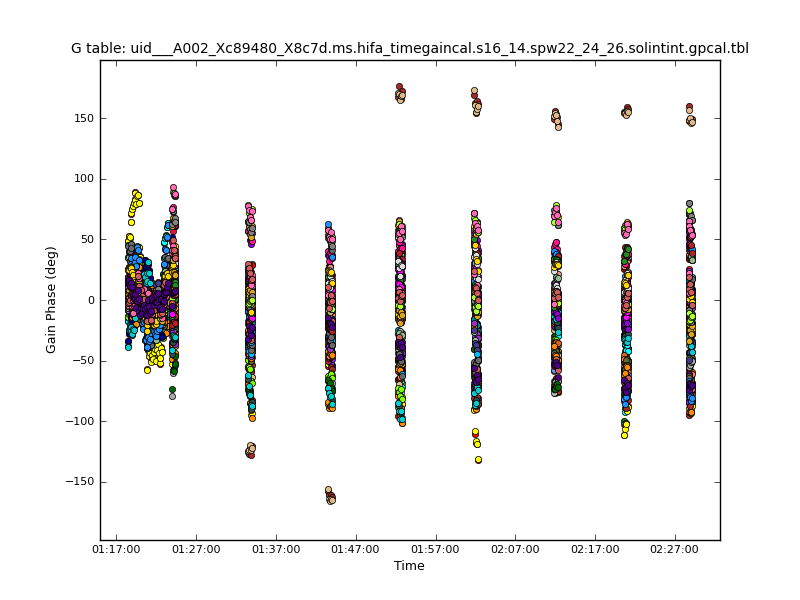 G table: uid___A002_Xc89480_X8c7d.ms.hifa_timegaincal.s16_14.spw22_24_26.solintint.gpcal.tbl
150
100
50
0
−50
−100
−150
Gain Phase (deg)
01:17:00 01:27:00 01:37:00 01:47:00 01:57:00 02:07:00 02:17:00 02:27:00
Time